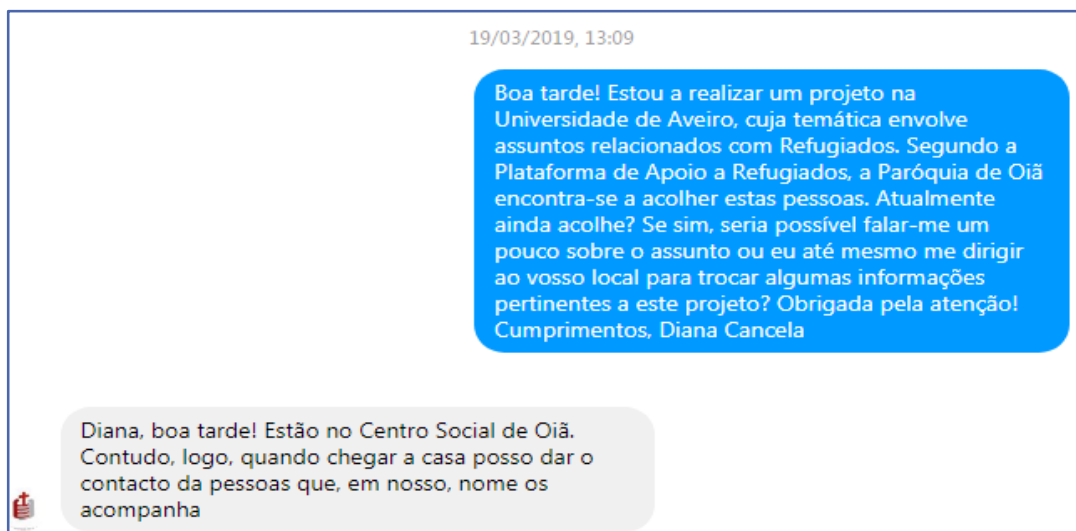 19/03/2019, 13:09
Boa tarde! Estou a realizar um projeto na
Universidade de Aveiro, cuja temática envolve
assuntos relacionados com Refugiados. Segundo a
Plataforma de Apoio a Refugiados, a Paróquia de Oiã
encontra-se a acolher estas pessoas. Atualmente
ainda acolhe? Se sim, seria possível falar-me um
pouco sobre o assunto ou eu até mesmo me dirigir
ao vosso local para trocar algumas informações
pertinentes a este projeto? Obrigada pela atenção!
Cumprimentos, Diana Cancela
Diana, boa tarde! Estão no Centro Social de Oiã.
Contudo, logo, quando chegar a casa posso dar o
contacto da pessoas que, em nosso, nome os
acompanha